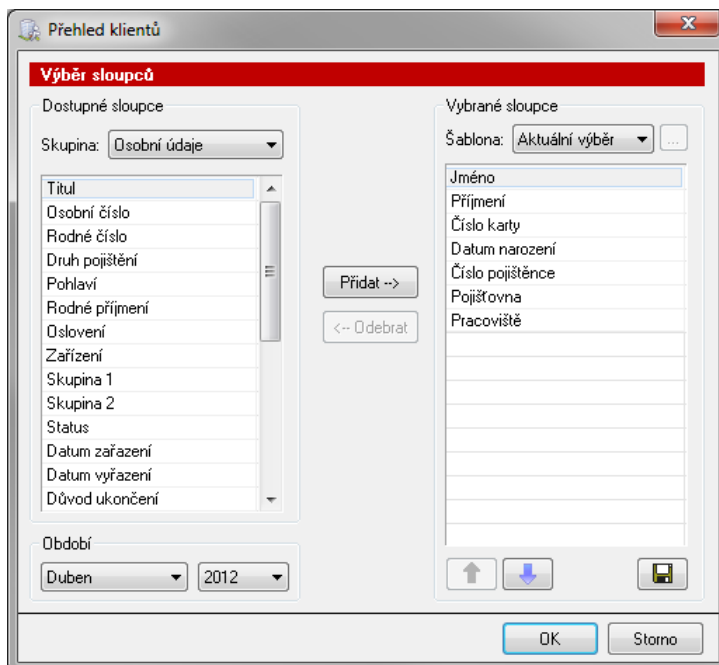 Přehled klientů
Výběr sloupců
Dostupné sloupce
Skupina: Osobní údaje
Titul
Osobní číslo
Rodné číslo
Druh pojištění
Pohlaví
Rodné příjmení
Oslovení
Zařízení
Skupina 1
Skupina 2
Status
Datum zařazení
Datum vyřazení
Důvod ukončení
Období
Duben 2012
Přidat -->
<-- Odebrat
Vybrané sloupce
Šablona: Aktuální výběr ...
Jméno
Příjmení
Číslo karty
Datum narození
Číslo pojištěnce
Pojišťovna
Pracoviště
OK Storno